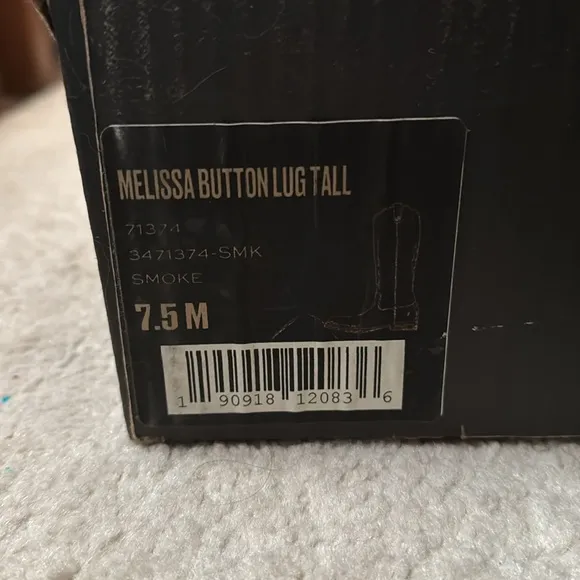 MELISSA BUTTON LUG TALL
71374
3471374-SMK
SMOKE
7.5 M
1 90918 12083 6